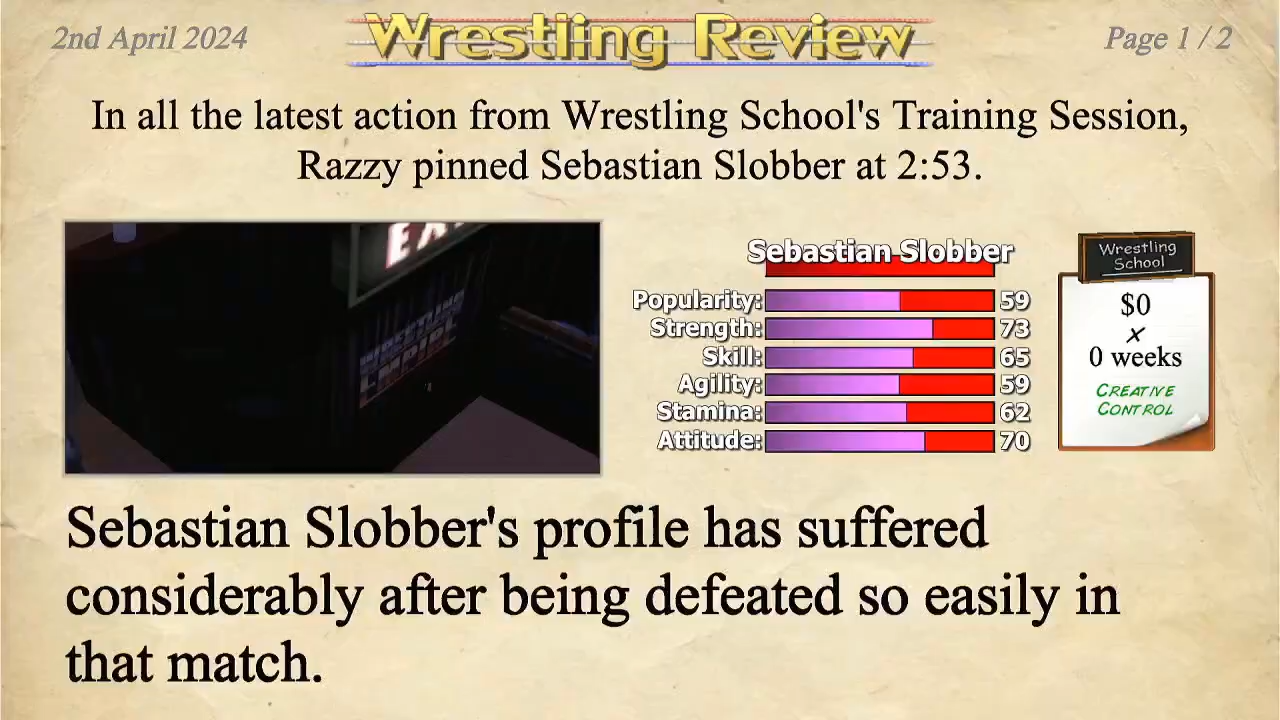 2nd April 2024
Wrestling Review
Page 1 / 2
In all the latest action from Wrestling School's Training Session,
Razzy pinned Sebastian Slobber at 2:53.
EX
WRESTLING
EMPIRE
Sebastian Slobber
Popularity: 59
Strength: 73
Skill: 65
Agility: 59
Stamina: 62
Attitude: 70
Wrestling
School
$0
x
0 weeks
CREATIVE
CONTROL
Sebastian Slobber's profile has suffered
considerably after being defeated so easily in
that match.